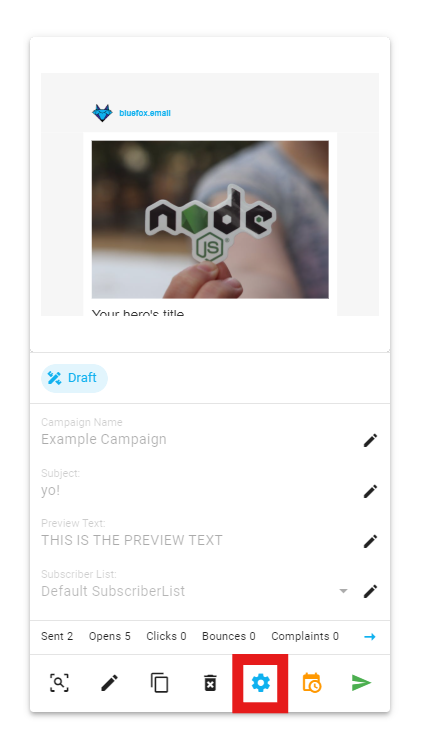 bluefox.email
node
JS
Your hero's title
Draft
Campaign Name
Example Campaign
Subject:
yo!
Preview Text:
THIS IS THE PREVIEW TEXT
Subscriber List:
Default SubscriberList
Sent 2 Opens 5 Clicks 0 Bounces 0 Complaints 0